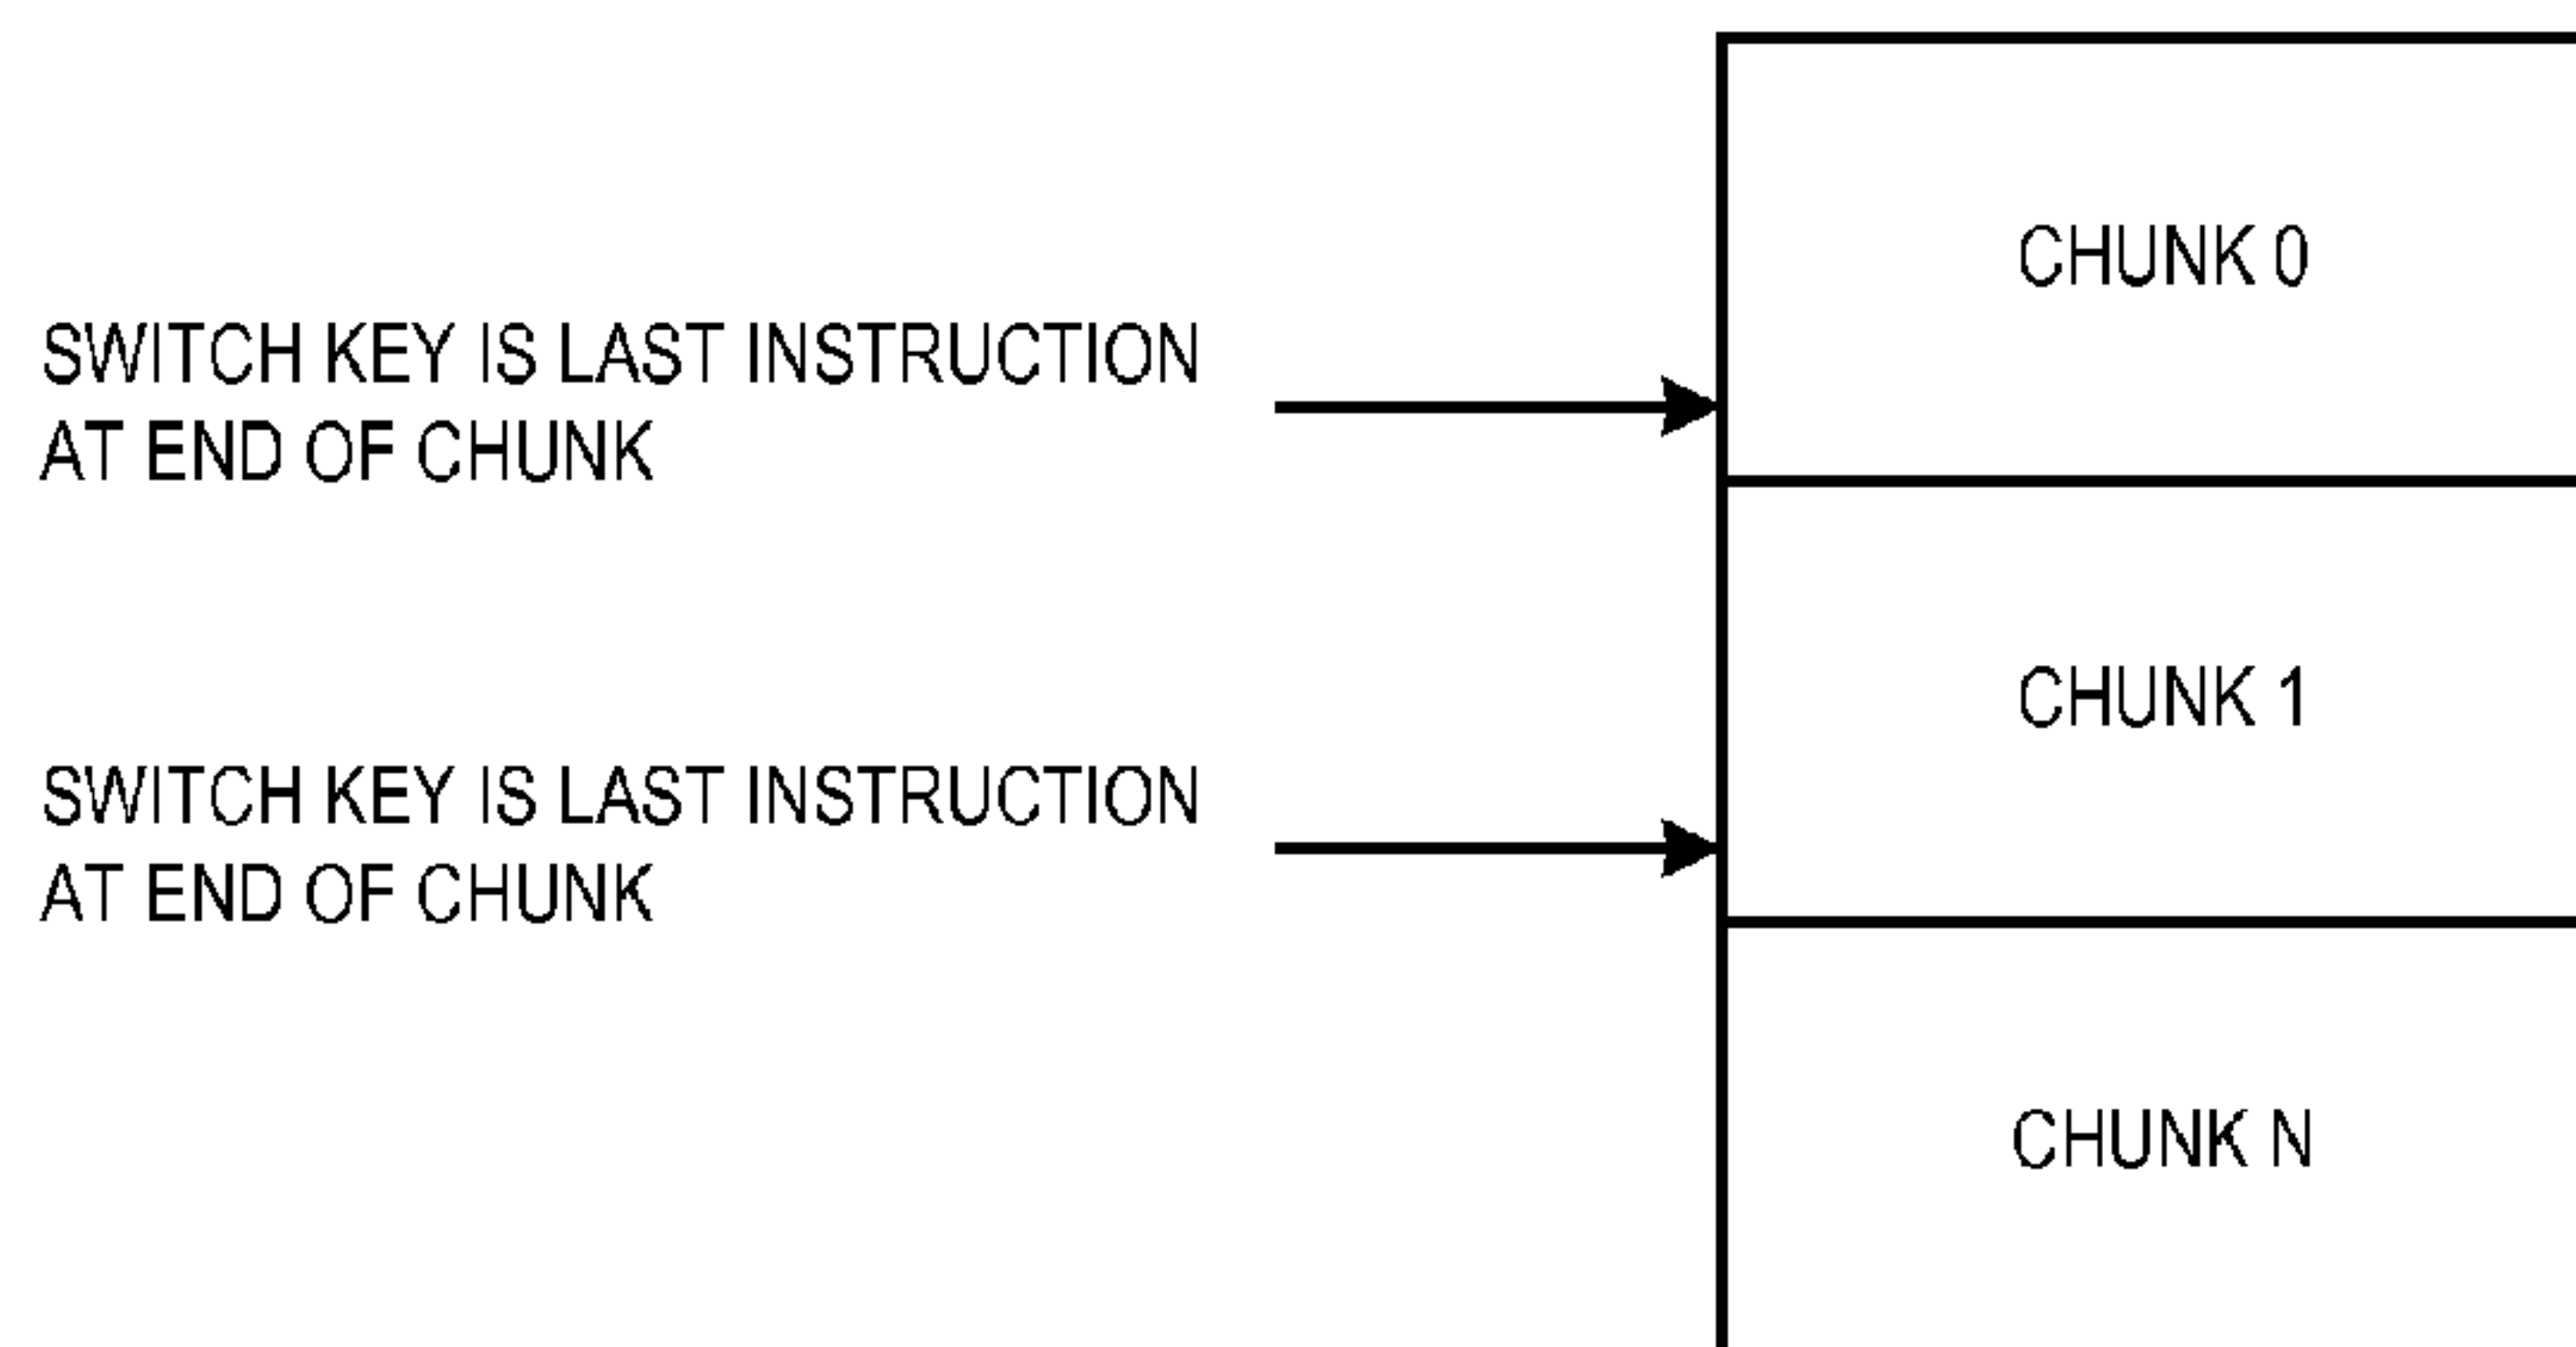 CHUNK 0
SWITCH KEY IS LAST INSTRUCTION
AT END OF CHUNK
CHUNK 1
SWITCH KEY IS LAST INSTRUCTION
AT END OF CHUNK
CHUNK N